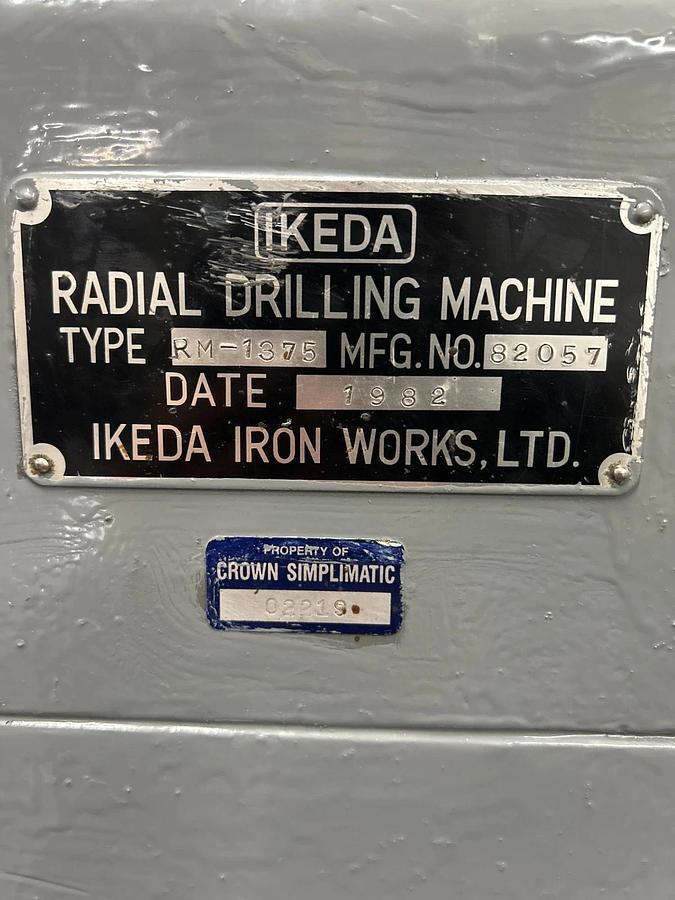 IKEDA
RADIAL DRILLING MACHINE
TYPE RM-1375 MFG. NO. 82057
DATE 1982
IKEDA IRON WORKS, LTD.
PROPERTY OF
CROWN SIMPLIMATIC